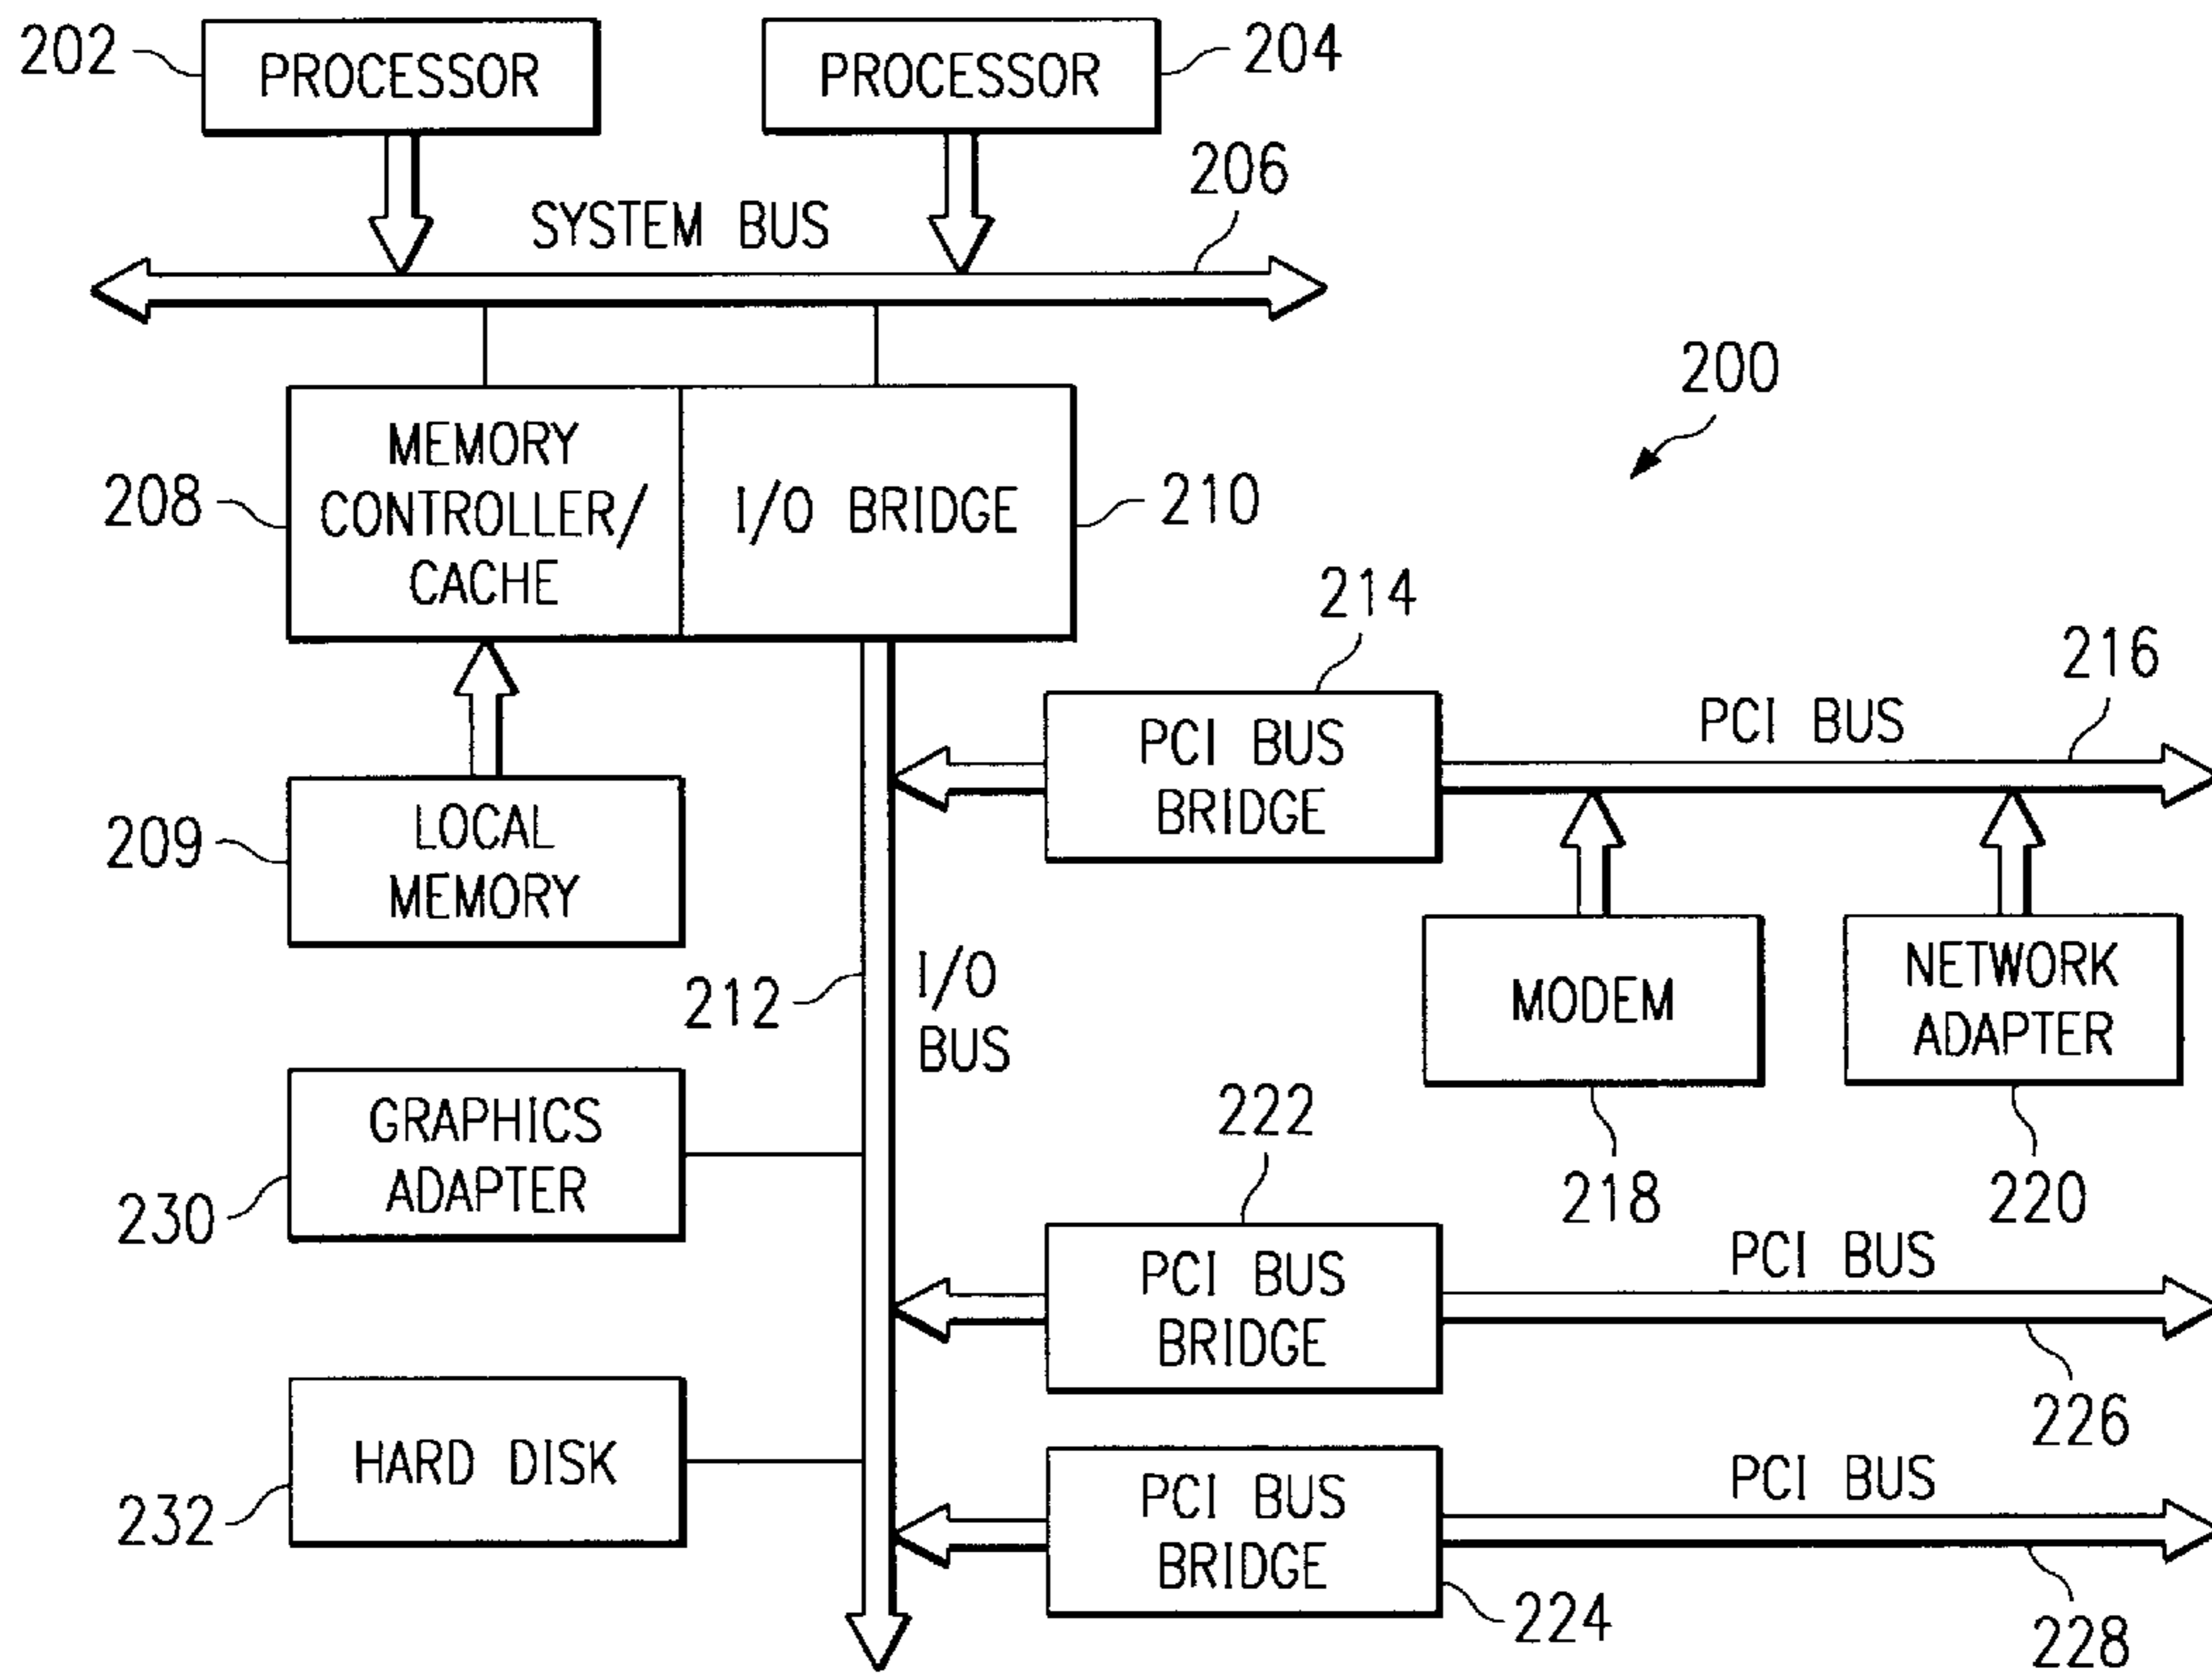 202
PROCESSOR
PROCESSOR
204
206
SYSTEM BUS
200
208
MEMORY
CONTROLLER/
CACHE
I/O BRIDGE
210
214
216
PCI BUS
BRIDGE
PCI BUS
209
LOCAL
MEMORY
212
I/O
BUS
MODEM
NETWORK
ADAPTER
218
220
230
GRAPHICS
ADAPTER
222
PCI BUS
BRIDGE
PCI BUS
226
232
HARD DISK
PCI BUS
BRIDGE
PCI BUS
224
228